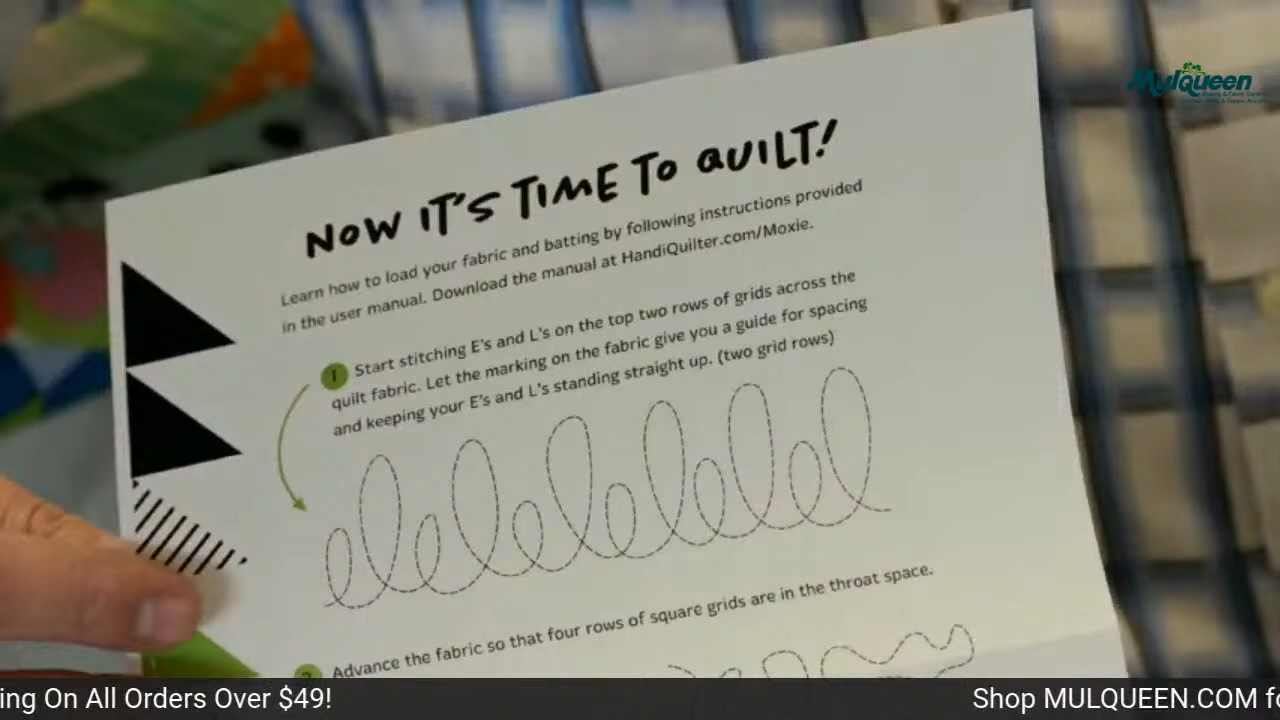 MulQueen
NOW IT'S TIME TO QUILT!
Learn how to load your fabric and batting by following instructions provided
in the user manual. Download the manual at HandiQuilter.com/Moxie.
1 Start stitching E's and L's on the top two rows of grids across the
quilt fabric. Let the marking on the fabric give you a guide for spacing
and keeping your E's and L's standing straight up. (two grid rows)
2 Advance the fabric so that four rows of square grids are in the throat space.
ing On All Orders Over $49! Shop MULQUEEN.COM fo